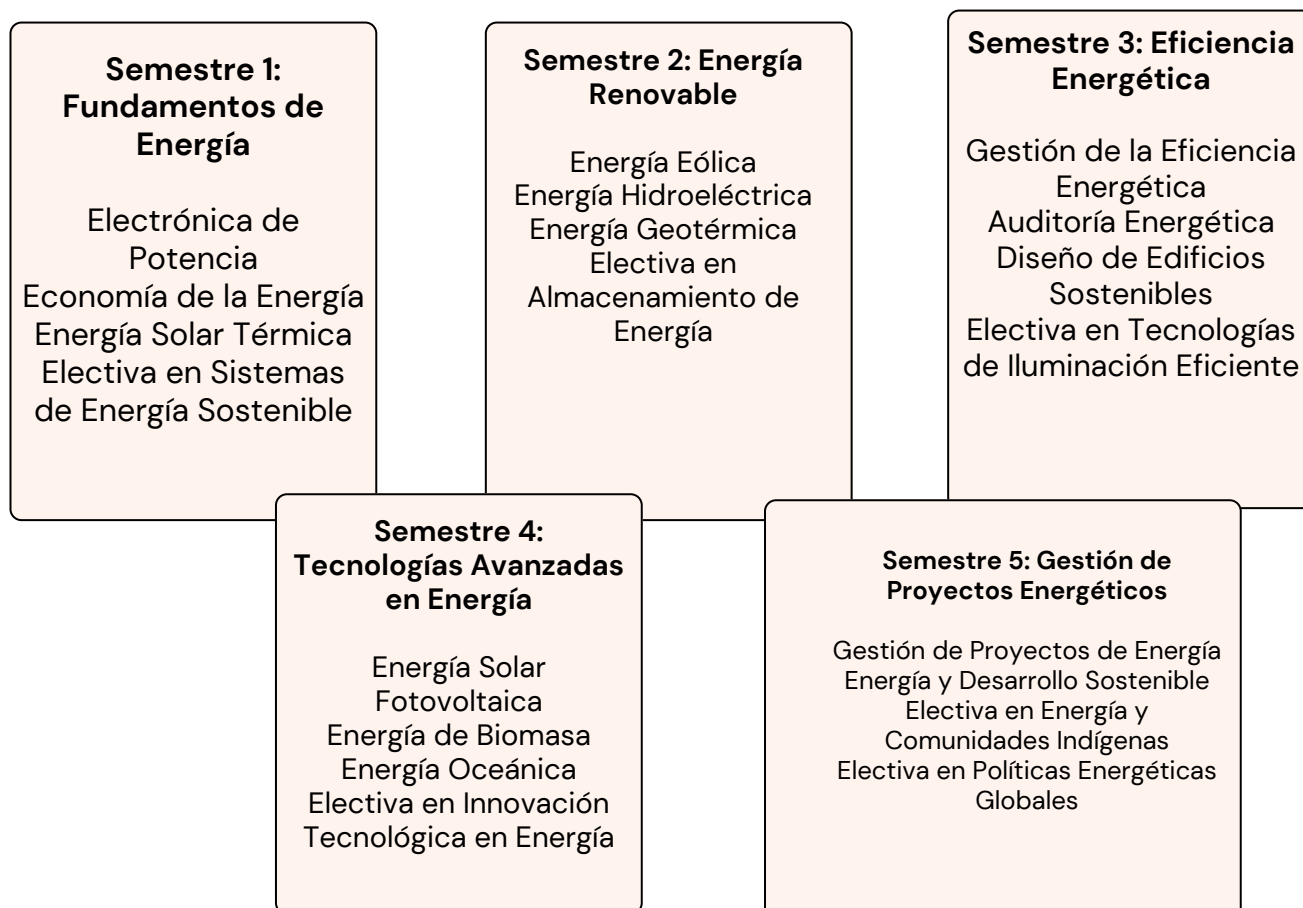 Semestre 1:
Fundamentos de
Energía
Electrónica de
Potencia
Economía de la Energía
Energía Solar Térmica
Electiva en Sistemas
de Energía Sostenible
Semestre 2: Energía
Renovable
Energía Eólica
Energía Hidroeléctrica
Energía Geotérmica
Electiva en
Almacenamiento de
Energía
Semestre 3: Eficiencia
Energética
Gestión de la Eficiencia
Energética
Auditoría Energética
Diseño de Edificios
Sostenibles
Electiva en Tecnologías
de Iluminación Eficiente
Semestre 4:
Tecnologías Avanzadas
en Energía
Energía Solar
Fotovoltaica
Energía de Biomasa
Energía Oceánica
Electiva en Innovación
Tecnológica en Energía
Semestre 5: Gestión de
Proyectos Energéticos
Gestión de Proyectos de Energía
Energía y Desarrollo Sostenible
Electiva en Energía y
Comunidades Indígenas
Electiva en Políticas Energéticas
Globales